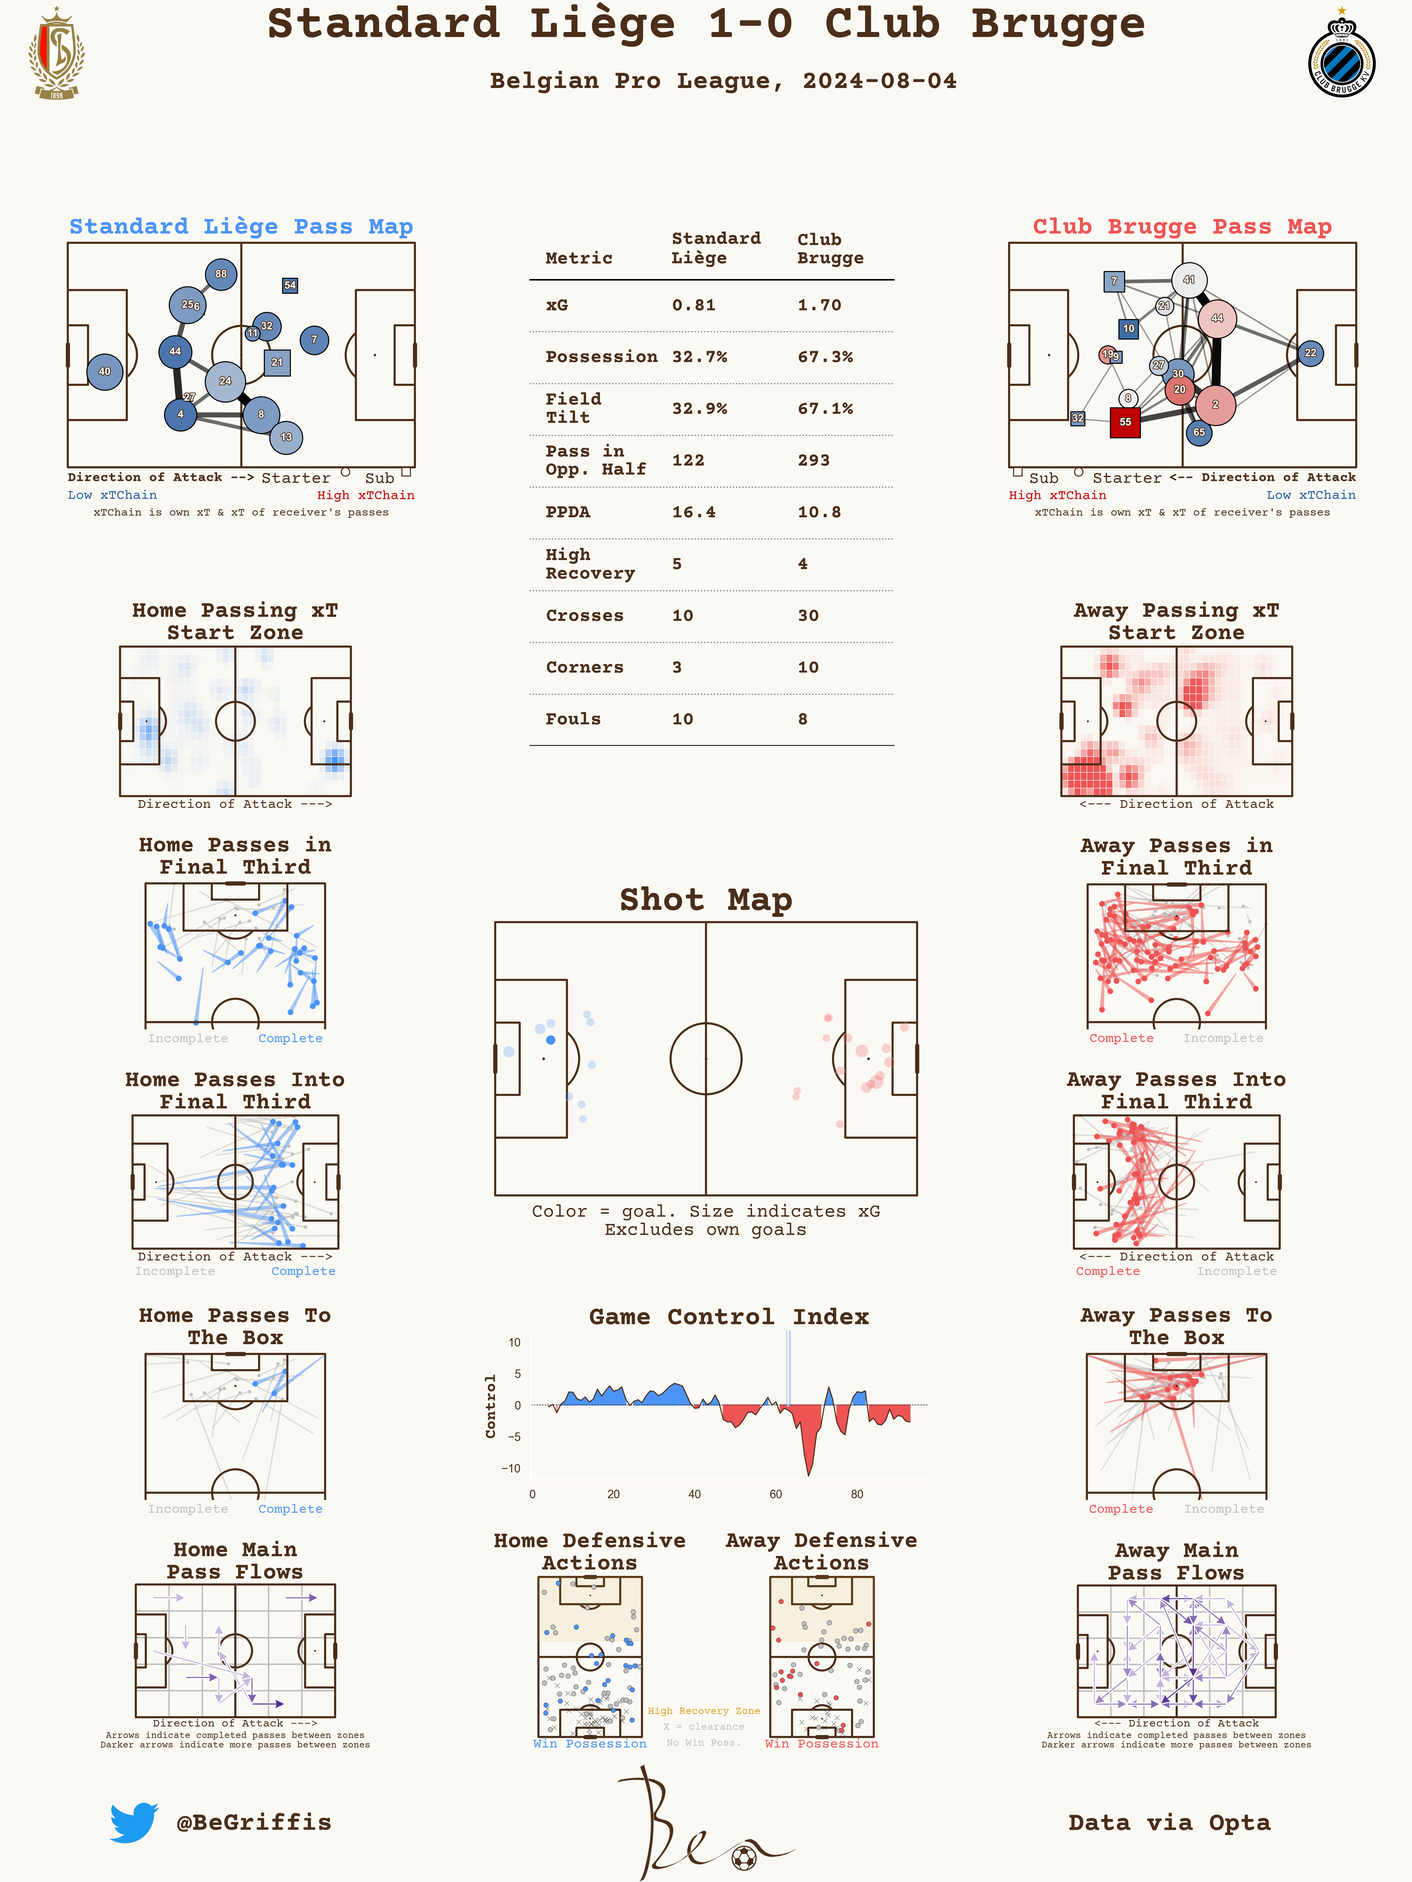 Standard Liège 1-0 Club Brugge
Belgian Pro League, 2024-08-04
1898
1891
CLUB BRUGGE KV
Standard Liège Pass Map
88
54
25
6
32
11
7
44
21
40
24
27
4
8
13
Direction of Attack --> Starter Sub
Low xTChain High xTChain
xTChain is own xT & xT of receiver's passes
Metric Standard Liège Club Brugge
xG 0.81 1.70
Possession 32.7% 67.3%
Field Tilt 32.9% 67.1%
Pass in Opp. Half 122 293
PPDA 16.4 10.8
High Recovery 5 4
Crosses 10 30
Corners 3 10
Fouls 10 8
Club Brugge Pass Map
7
41
21
44
10
19
9
22
27
30
20
8
2
32
55
65
Sub Starter <-- Direction of Attack
High xTChain Low xTChain
xTChain is own xT & xT of receiver's passes
Home Passing xT
Start Zone
Direction of Attack --->
Away Passing xT
Start Zone
<--- Direction of Attack
Home Passes in
Final Third
Incomplete Complete
Away Passes in
Final Third
Complete Incomplete
Shot Map
Color = goal. Size indicates xG
Excludes own goals
Home Passes Into
Final Third
Direction of Attack --->
Incomplete Complete
Away Passes Into
Final Third
<--- Direction of Attack
Complete Incomplete
Home Passes To
The Box
Incomplete Complete
Game Control Index
Control
10
5
0
−5
−10
0 20 40 60 80
Away Passes To
The Box
Complete Incomplete
Home Main
Pass Flows
Direction of Attack --->
Arrows indicate completed passes between zones
Darker arrows indicate more passes between zones
Home Defensive
Actions
Win Possession
High Recovery Zone
X = clearance
No Win Poss.
Away Defensive
Actions
Win Possession
Away Main
Pass Flows
<--- Direction of Attack
Arrows indicate completed passes between zones
Darker arrows indicate more passes between zones
@BeGriffis
Ben
Data via Opta